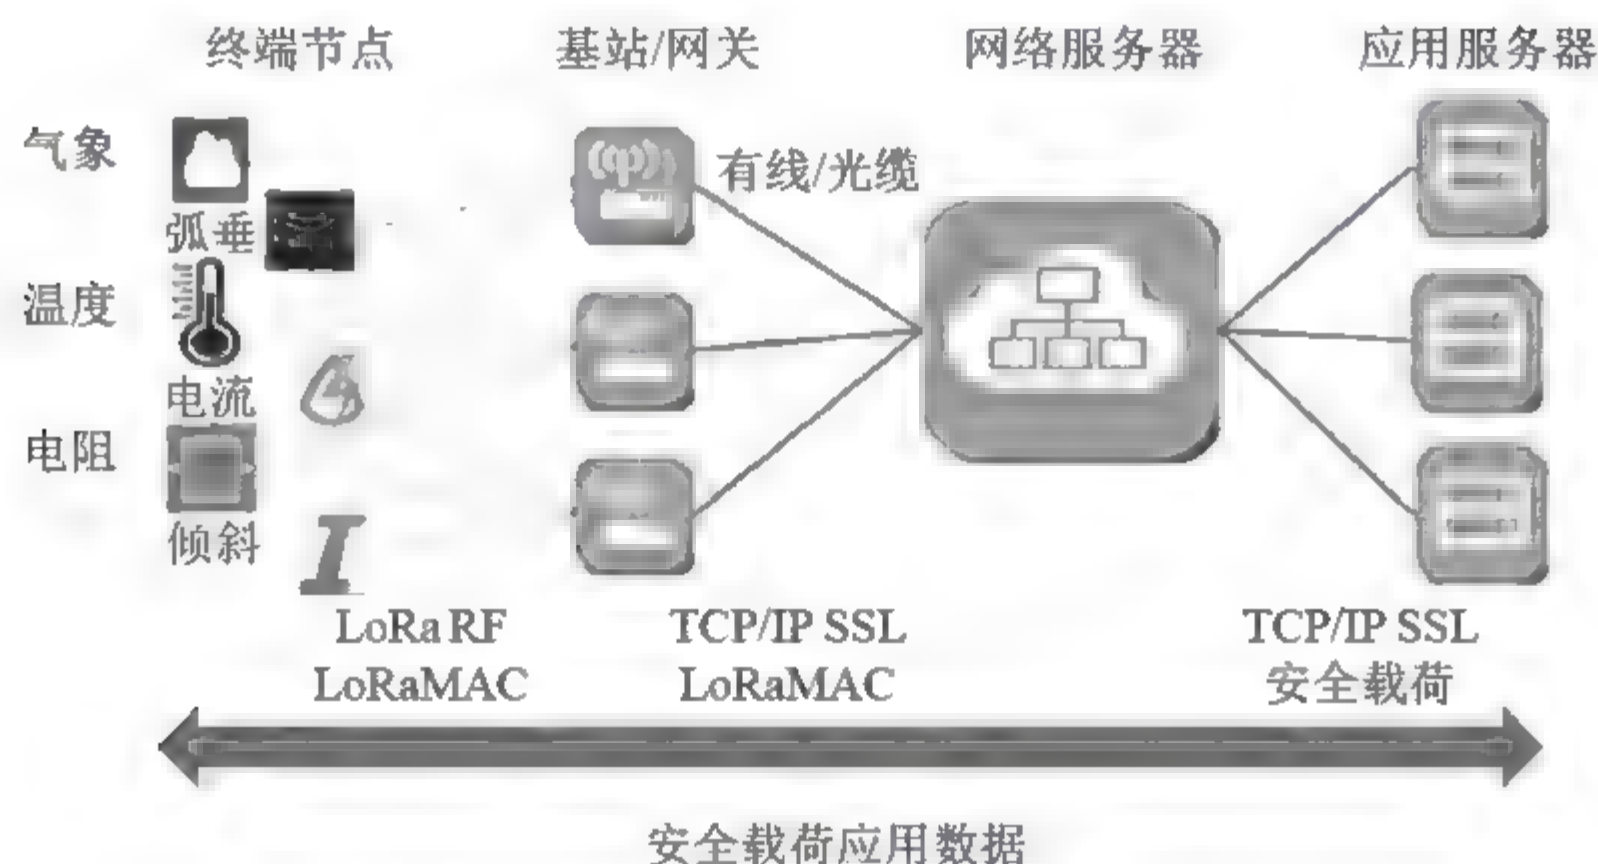 终端节点
基站/网关
网络服务器
应用服务器
气象
有线/光缆
弧垂
温度
电流
电阻
倾斜
LoRa RF
LoRaMAC
TCP/IP SSL
LoRaMAC
TCP/IP SSL
安全载荷
安全载荷应用数据